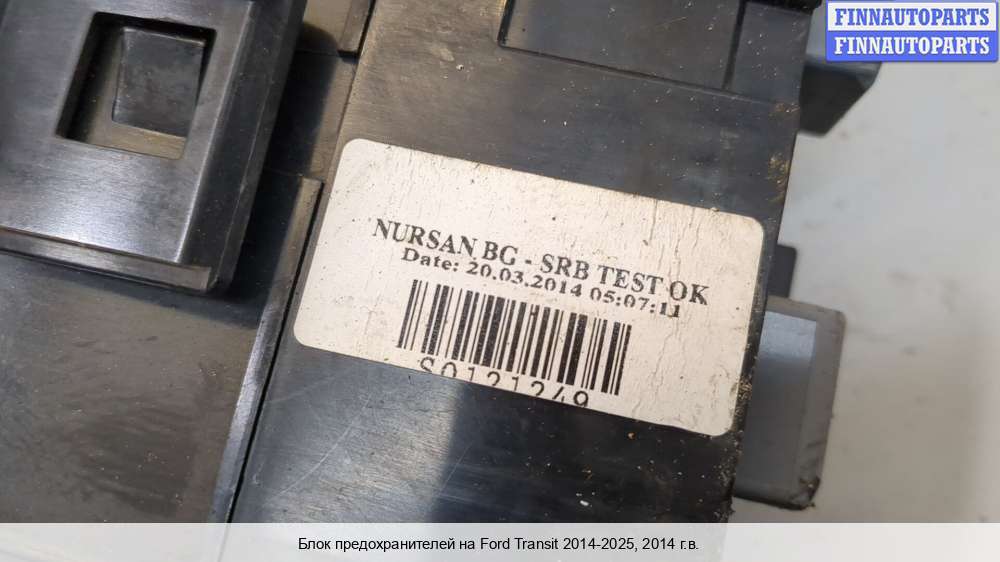 FINNAUTOPARTS
FINNAUTOPARTS
NURSAN BG - SRB TEST OK
Date: 20.03.2014 05:07:11
S0121249
Блок предохранителей на Ford Transit 2014-2025, 2014 г.в.